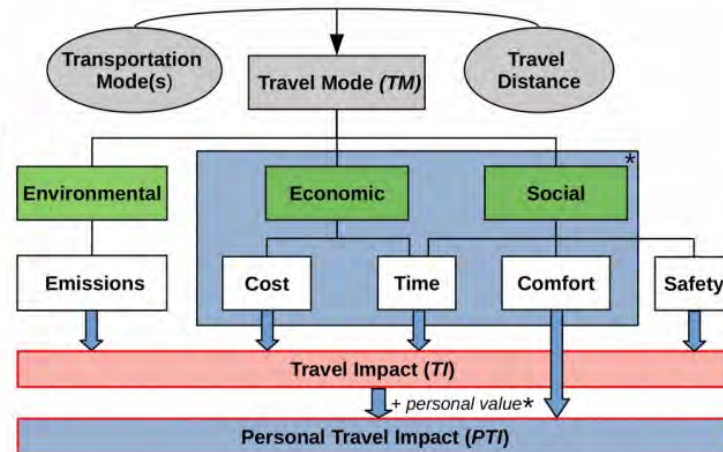 Transportation
Mode(s)
Travel Mode (TM)
Travel
Distance
*
Environmental
Economic
Social
Emissions
Cost
Time
Comfort
Safety
Travel Impact (TI)
+ personal value*
Personal Travel Impact (PTI)